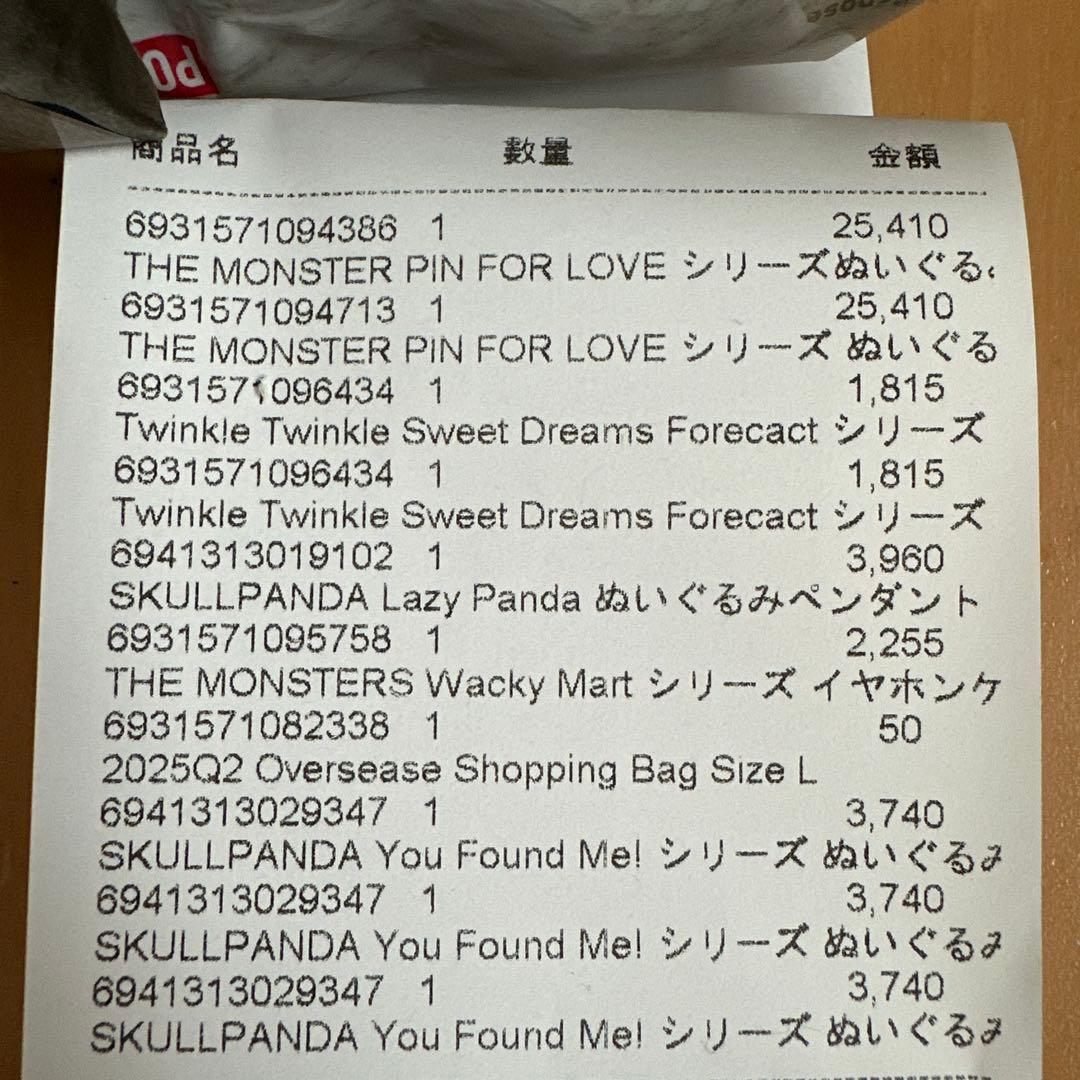 PO
商品名 数量 金額
6931571094386 1 25,410
THE MONSTER PIN FOR LOVE シリーズぬいぐる
6931571094713 1 25,410
THE MONSTER PIN FOR LOVE シリーズ ぬいぐる
6931571096434 1 1,815
Twinkle Twinkle Sweet Dreams Forecact シリーズ
6931571096434 1 1,815
Twinkle Twinkle Sweet Dreams Forecact シリーズ
6941313019102 1 3,960
SKULLPANDA Lazy Panda ぬいぐるみペンダント
6931571095758 1 2,255
THE MONSTERS Wacky Mart シリーズ イヤホンケ
6931571082338 1 50
2025Q2 Oversease Shopping Bag Size L
6941313029347 1 3,740
SKULLPANDA You Found Me! シリーズ ぬいぐるみ
6941313029347 1 3,740
SKULLPANDA You Found Me! シリーズ ぬいぐるみ
6941313029347 1 3,740
SKULLPANDA You Found Me! シリーズ ぬいぐるみ